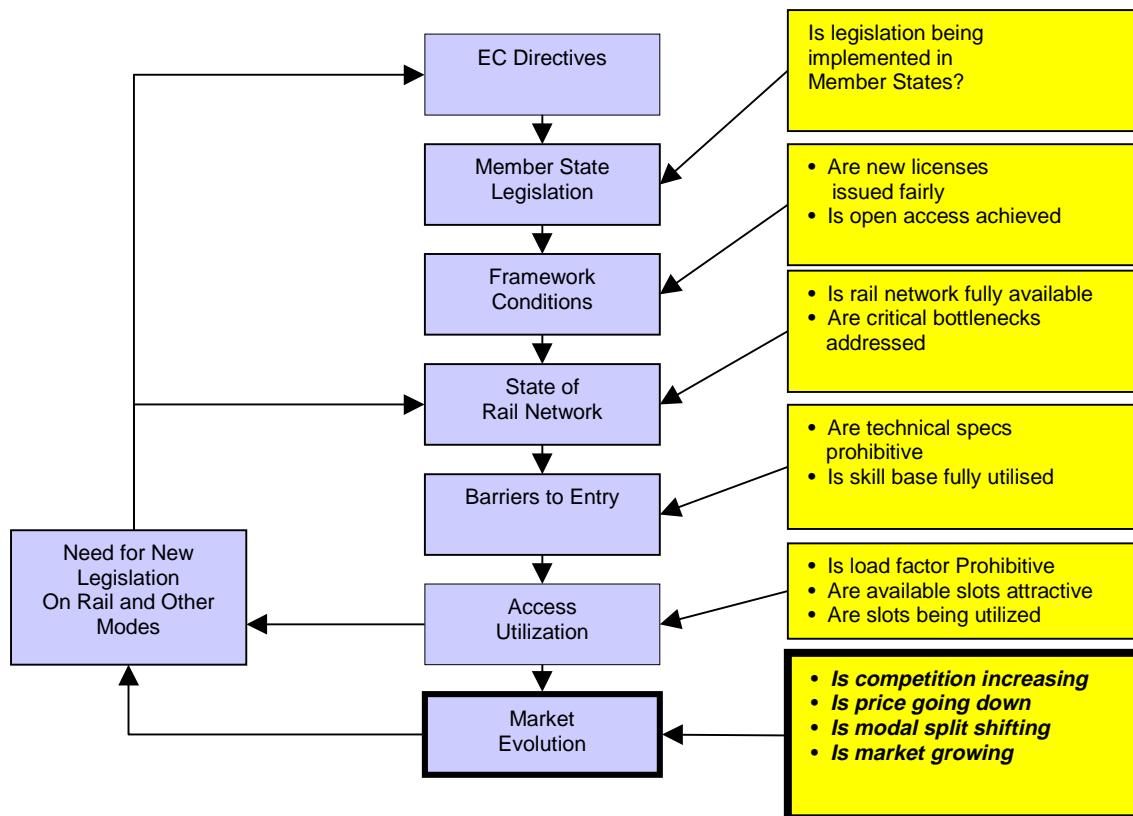 EC Directives
Is legislation being
implemented in
Member States?
Member State
Legislation
• Are new licenses
issued fairly
• Is open access achieved
Framework
Conditions
• Is rail network fully available
• Are critical bottlenecks
addressed
State of
Rail Network
• Are technical specs
prohibitive
• Is skill base fully utilised
Barriers to Entry
Need for New
Legislation
On Rail and Other
Modes
Access
Utilization
• Is load factor Prohibitive
• Are available slots attractive
• Are slots being utilized
Market
Evolution
• Is competition increasing
• Is price going down
• Is modal split shifting
• Is market growing